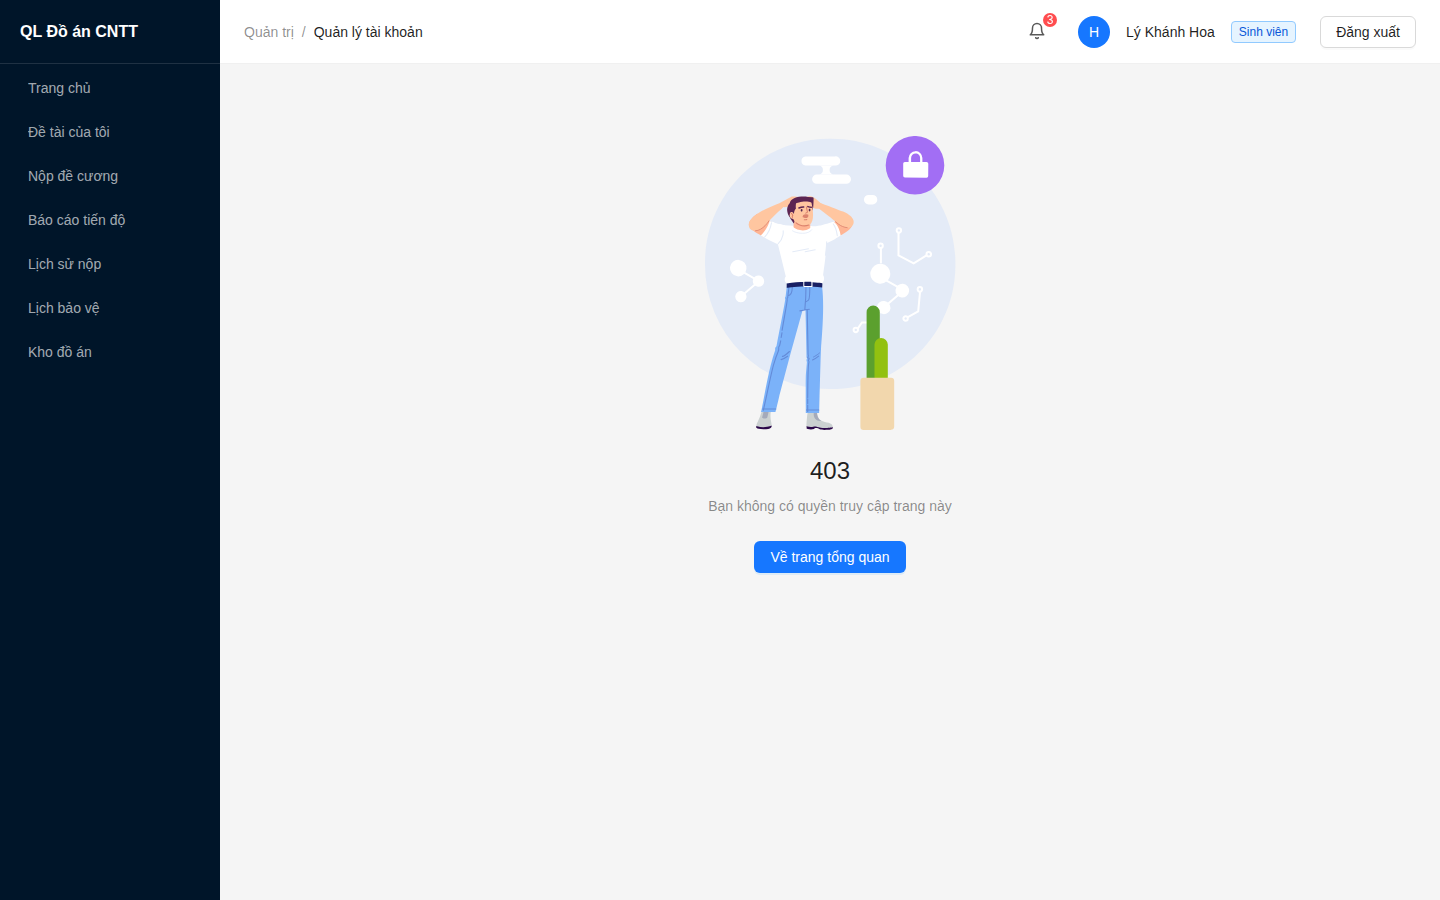 QL Đồ án CNTT
Quản trị / Quản lý tài khoản
3
H
Lý Khánh Hoa
Sinh viên
Đăng xuất
Trang chủ
Đề tài của tôi
Nộp đề cương
Báo cáo tiến độ
Lịch sử nộp
Lịch bảo vệ
Kho đồ án
403
Bạn không có quyền truy cập trang này
Về trang tổng quan